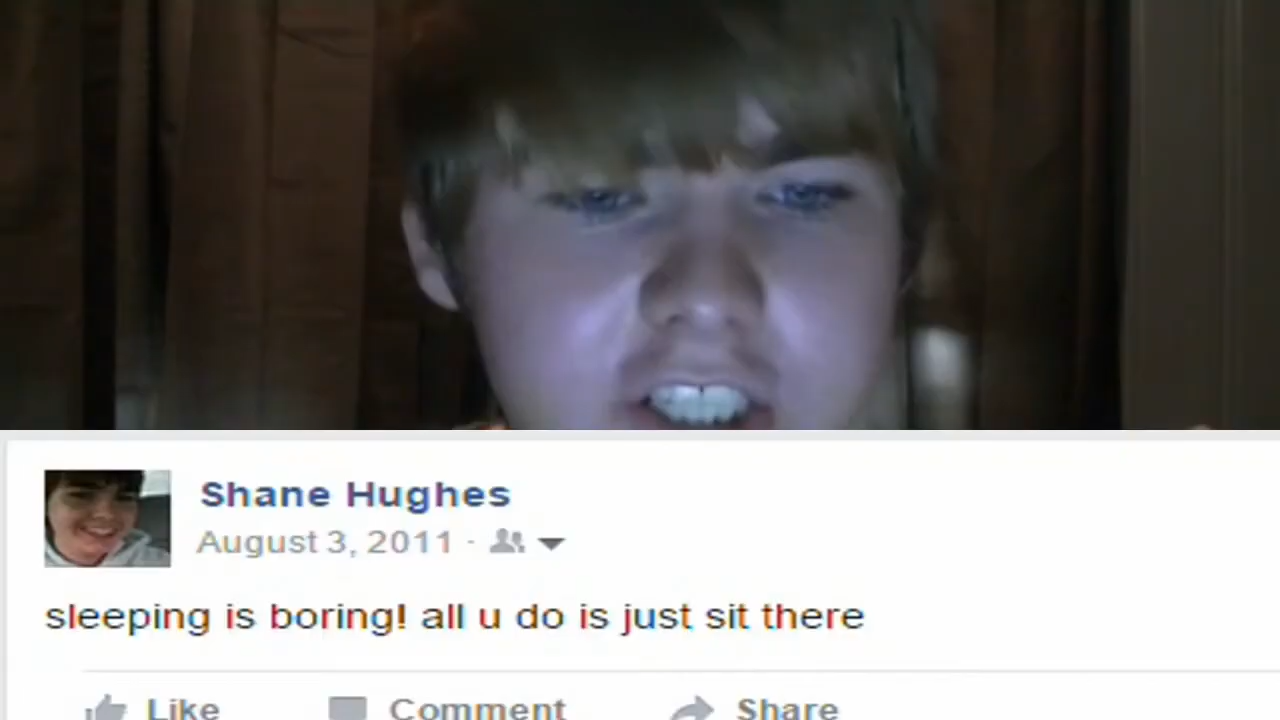 Shane Hughes
August 3, 2011 ·
sleeping is boring! all u do is just sit there
Like Comment Share